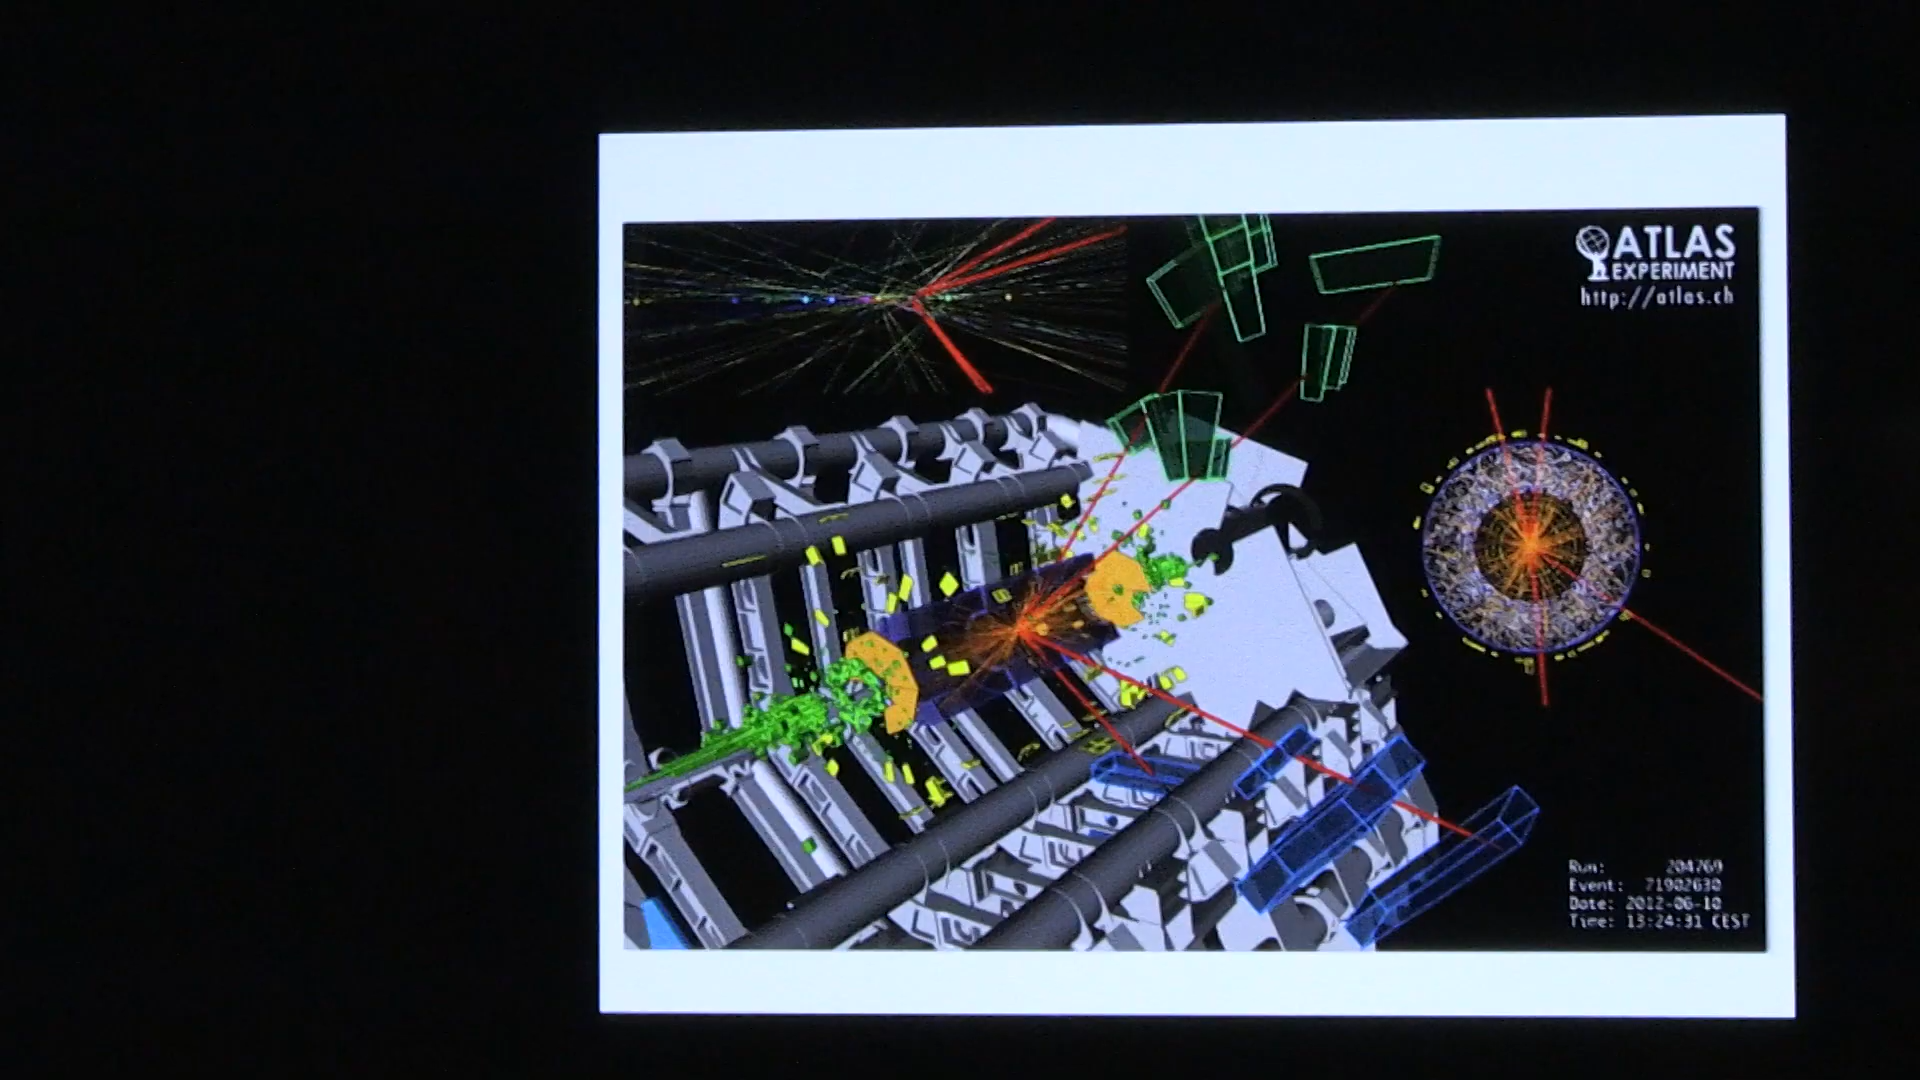 ATLAS
EXPERIMENT
http://atlas.ch
Run: 204769
Event: 71902630
Date: 2012-06-10
Time: 13:24:31 CEST